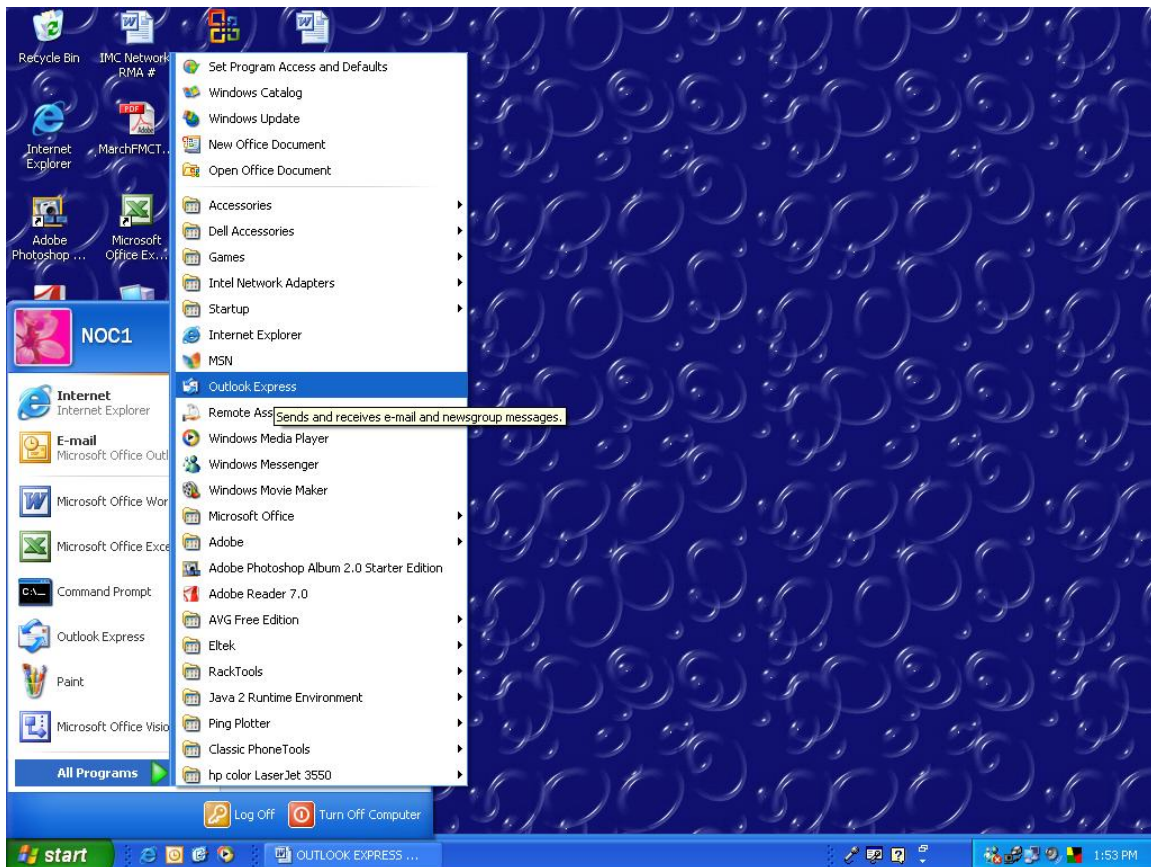 Recycle Bin
IMC Network
RMA #
Internet
Explorer
PDF
Adobe
MarchFMCT...
Adobe
Photoshop ...
Microsoft
Office Ex...
Set Program Access and Defaults
Windows Catalog
Windows Update
New Office Document
Open Office Document
Accessories
Dell Accessories
Games
Intel Network Adapters
Startup
Internet Explorer
MSN
Outlook Express
Remote Ass
Sends and receives e-mail and newsgroup messages.
Windows Media Player
Windows Messenger
Windows Movie Maker
Microsoft Office
Adobe
Adobe Photoshop Album 2.0 Starter Edition
Adobe Reader 7.0
AVG Free Edition
Eltek
RackTools
Java 2 Runtime Environment
Ping Plotter
Classic PhoneTools
hp color LaserJet 3550
NOC1
Internet
Internet Explorer
E-mail
Microsoft Office Outl
Microsoft Office Wor
Microsoft Office Exce
C:\_
Command Prompt
Outlook Express
Paint
Microsoft Office Visio
All Programs
Log Off
Turn Off Computer
start
OUTLOOK EXPRESS ...
1:53 PM